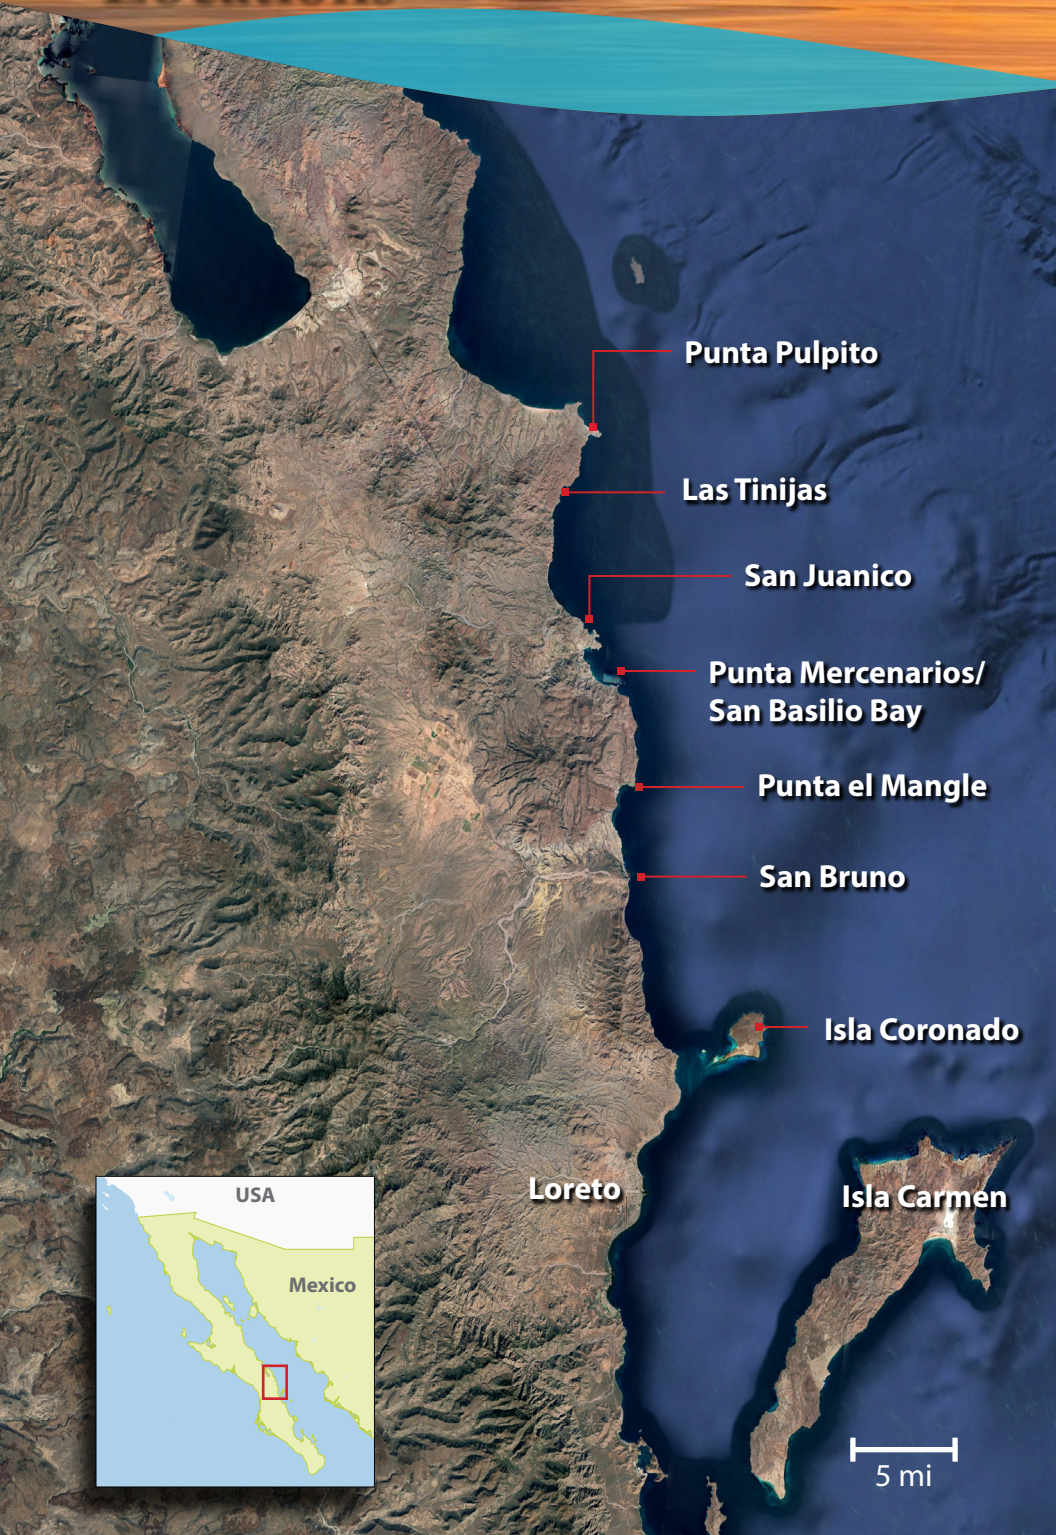 Punta Pulpito
Las Tinijas
San Juanico
Punta Mercenarios/
San Basilio Bay
Punta el Mangle
San Bruno
Isla Coronado
Loreto
Isla Carmen
USA
Mexico
5 mi